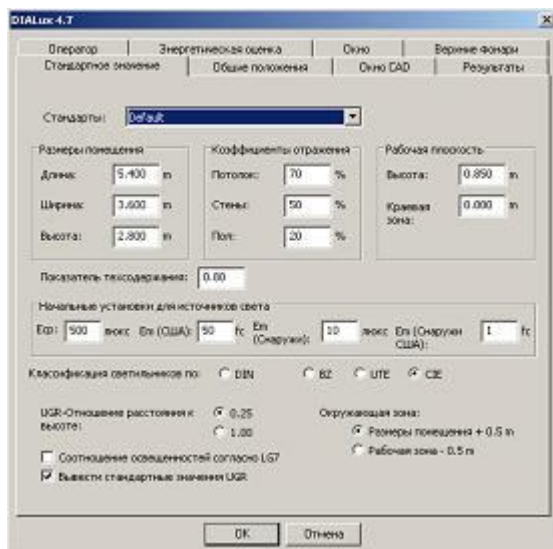 DIALux 4.7
Оператор Энергетическая оценка Окно Верхние фонари
Стандартное значение Общие положения Окно CAD Результаты
Стандарты: Default
Размеры помещения Коэффициенты отражения Рабочая плоскость
Длина: 5.400 m Потолок: 70 % Высота: 0.850 m
Ширина: 3.600 m Стены: 50 % Краевая зона: 0.000 m
Высота: 2.800 m Пол: 20 %
Показатель техсодержания: 0.80
Начальные установки для источников света
Eср: 500 люкс Em (США): 50 fc Em (Снаружи): 10 люкс Em (Снаружи США): 1 fc
Классификация светильников по: DIN BZ UTE CIE
UGR-Отношение расстояния к высоте: 0.25 Окружающая зона:
1.00 Размеры помещения + 0.5 m
Рабочая зона - 0.5 m
Соотношение освещенностей согласно LG7
Вывести стандартные значения UGR
OK Отмена